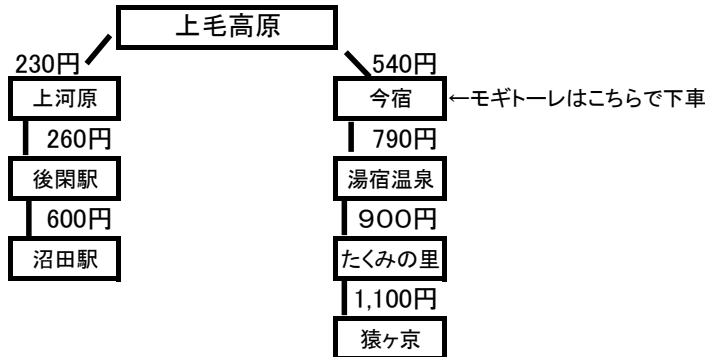 上毛高原
230円
540円
上河原
今宿
←モギトーレはこちらで下車
260円
790円
後閑駅
湯宿温泉
600円
900円
沼田駅
たくみの里
1,100円
猿ヶ京